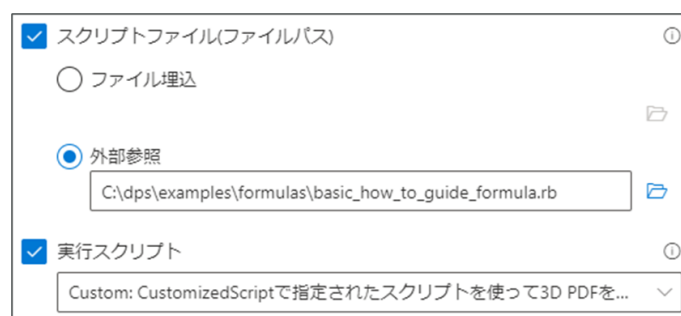 スクリプトファイル(ファイルパス)
ファイル埋込
外部参照
C:\dps\examples\formulas\basic_how_to_guide_formula.rb
実行スクリプト
Custom: CustomizedScriptで指定されたスクリプトを使って3D PDFを...